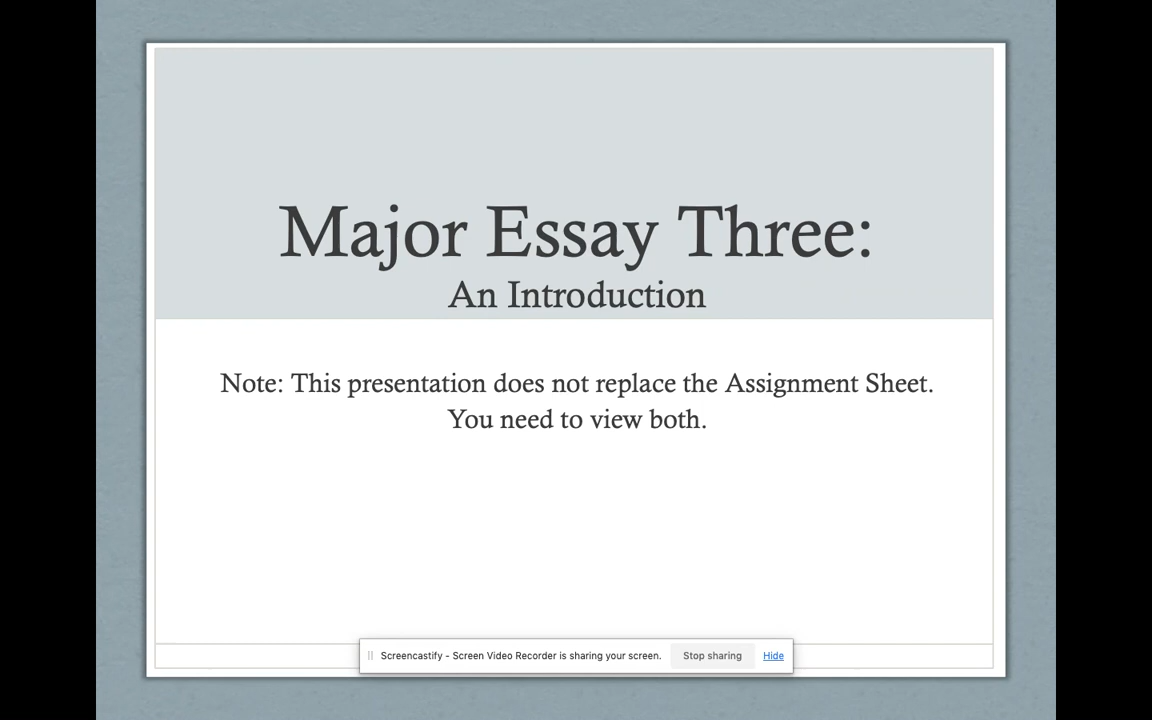 Major Essay Three:
An Introduction
Note: This presentation does not replace the Assignment Sheet.
You need to view both.
Screencastify - Screen Video Recorder is sharing your screen. Stop sharing Hide